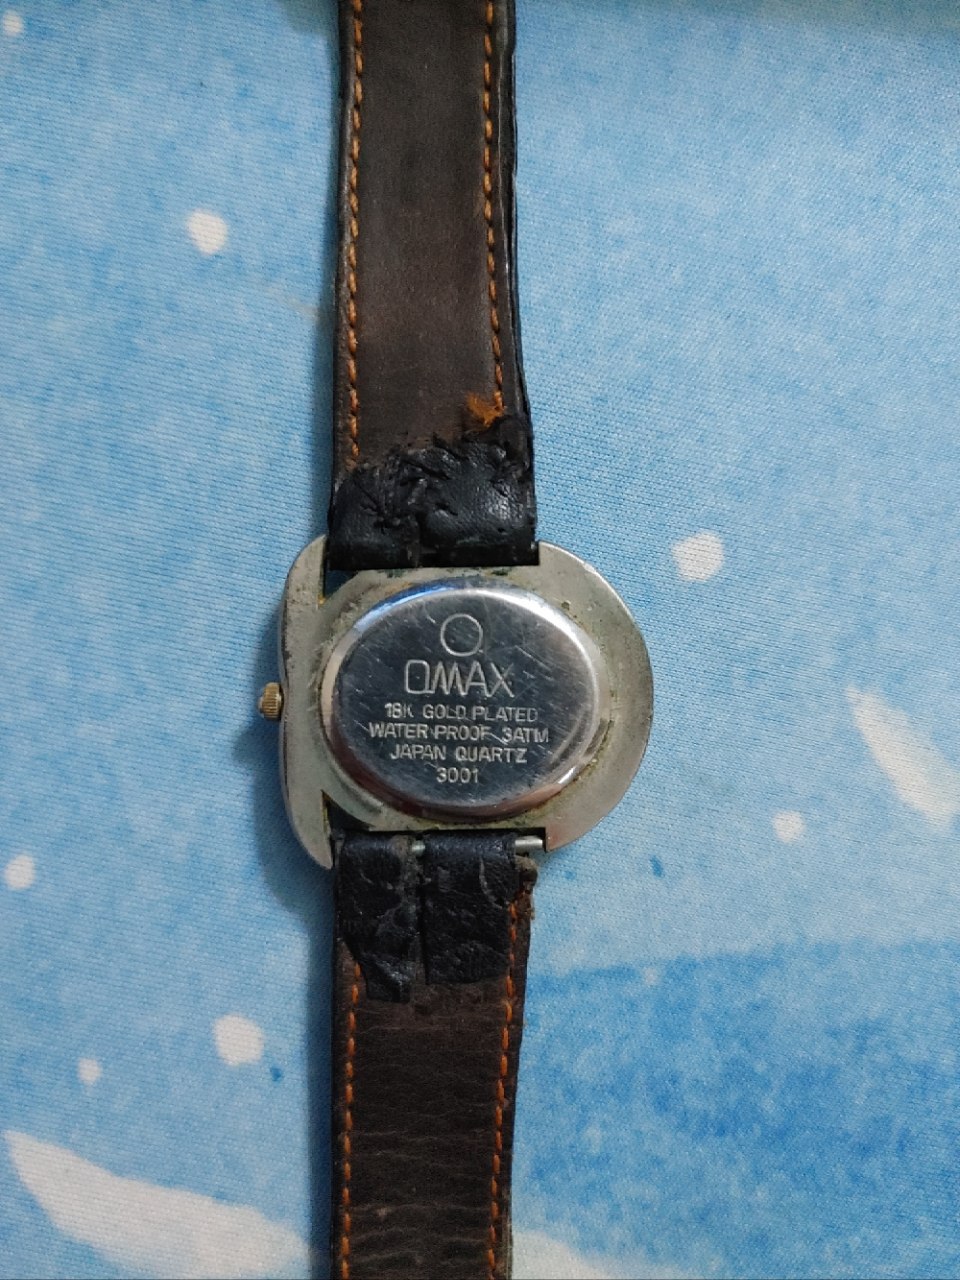 OMAX
18K GOLD PLATED
WATER PROOF 3ATM
JAPAN QUARTZ
3001